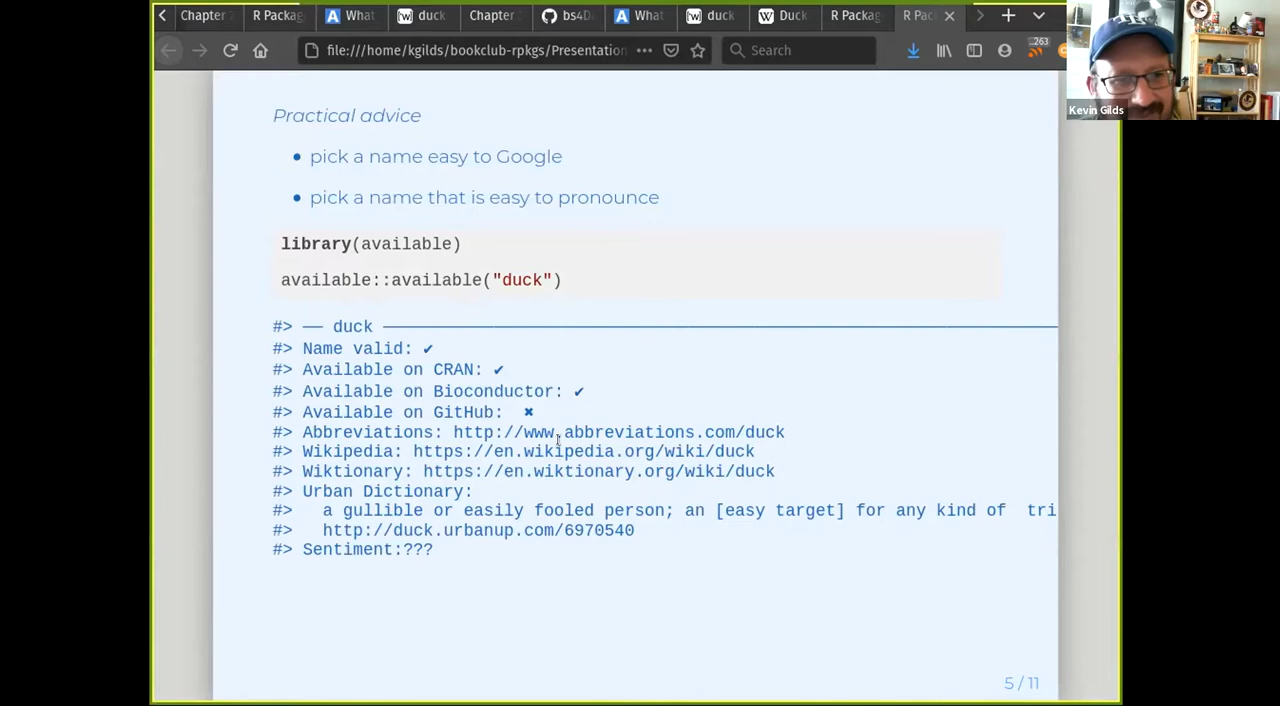 Chapter
R Packag
What
duck
Chapter
bs4D
What
duck
Duck
R Packag
R Pac
file:///home/kgilds/bookclub-rpkgs/Presentation
Search
263
Kevin Gilds
Practical advice
pick a name easy to Google
pick a name that is easy to pronounce
library(available)
available::available("duck")
#> —— duck ————————————————————
#> Name valid: ✔
#> Available on CRAN: ✔
#> Available on Bioconductor: ✔
#> Available on GitHub: ✖
#> Abbreviations: http://www.abbreviations.com/duck
#> Wikipedia: https://en.wikipedia.org/wiki/duck
#> Wiktionary: https://en.wiktionary.org/wiki/duck
#> Urban Dictionary:
#> a gullible or easily fooled person; an [easy target] for any kind of tri
#> http://duck.urbanup.com/6970540
#> Sentiment:???
5 / 11